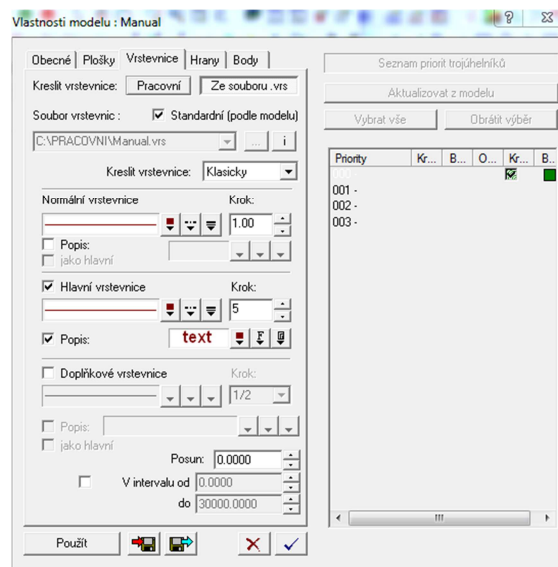 Vlastnosti modelu : Manual
Obecné Plošky Vrstevnice Hrany Body
Kreslit vrstevnice: Pracovní Ze souboru .vrs
Soubor vrstevnic : Standardní (podle modelu)
C:\PRACOVNI\Manual.vrs ... i
Kreslit vrstevnice: Klasicky
Normální vrstevnice Krok:
1.00
Popis:
jako hlavní
Hlavní vrstevnice Krok:
5
Popis: text
Doplňkové vrstevnice Krok:
1/2
Popis:
jako hlavní
Posun: 0.0000
V intervalu od 0.0000
do 30000.0000
Použít
Seznam priorit trojúhelníků
Aktualizovat z modelu
Vybrat vše Obrátit výběr
Priority Kr... B... O... Kr... B..
000 -
001 -
002 -
003 -